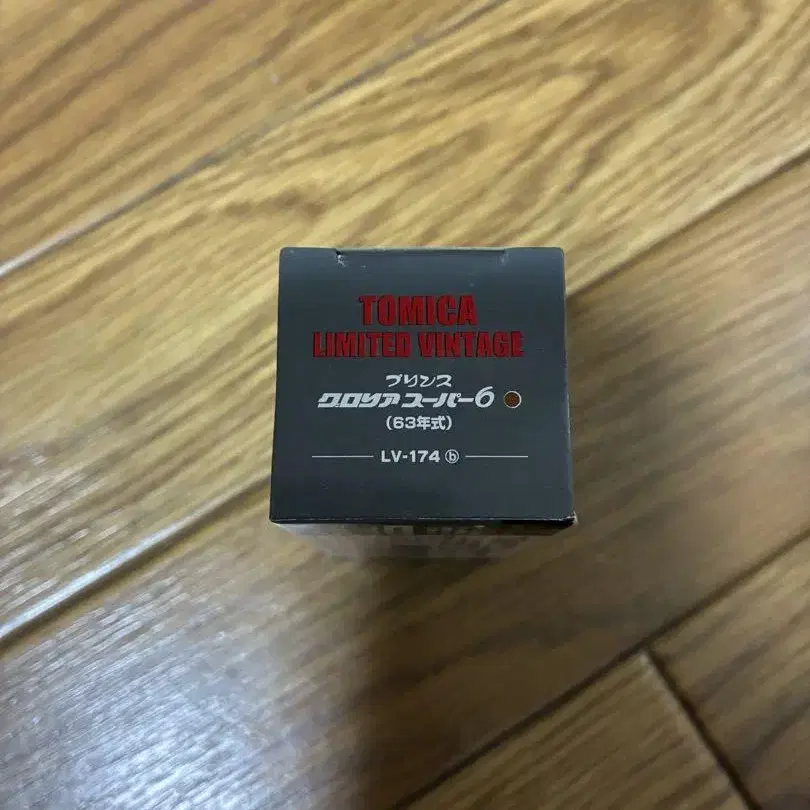 TOMICA
LIMITED VINTAGE
プリンス
グロリア スーパー6
(63年式)
LV-174 ⓑ